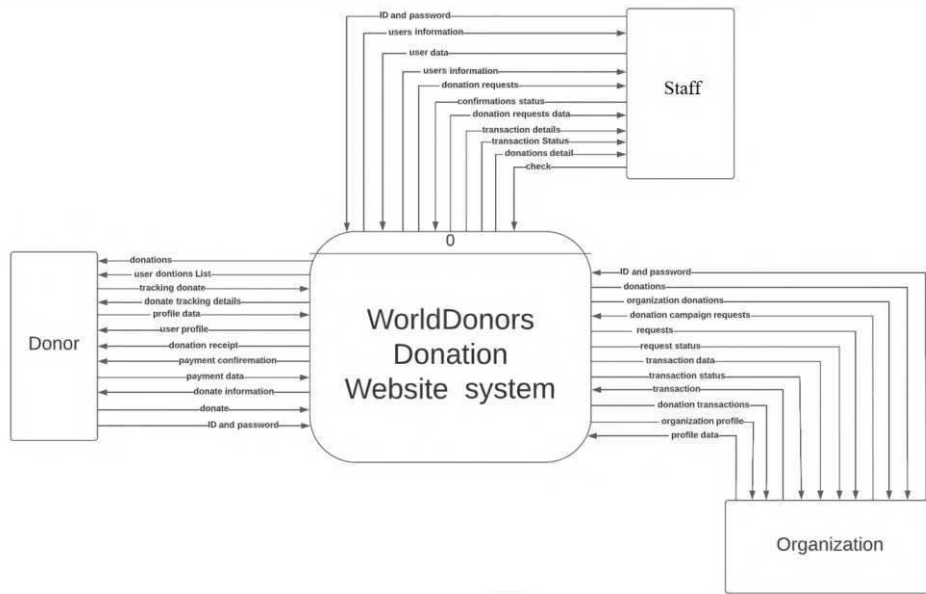 ID and password
users information
user data
users information
donation requests
confirmations status
donation requests data
transaction details
transaction Status
donations detail
check
Staff
0
WorldDonors
Donation
Website system
donations
user dontions List
tracking donate
donate tracking details
profile data
user profile
donation receipt
payment confiremation
payment data
donate information
donate
ID and password
Donor
ID and password
donations
organization donations
donation campaign requests
requests
request status
transaction data
transaction status
transaction
donation transactions
organization profile
profile data
Organization